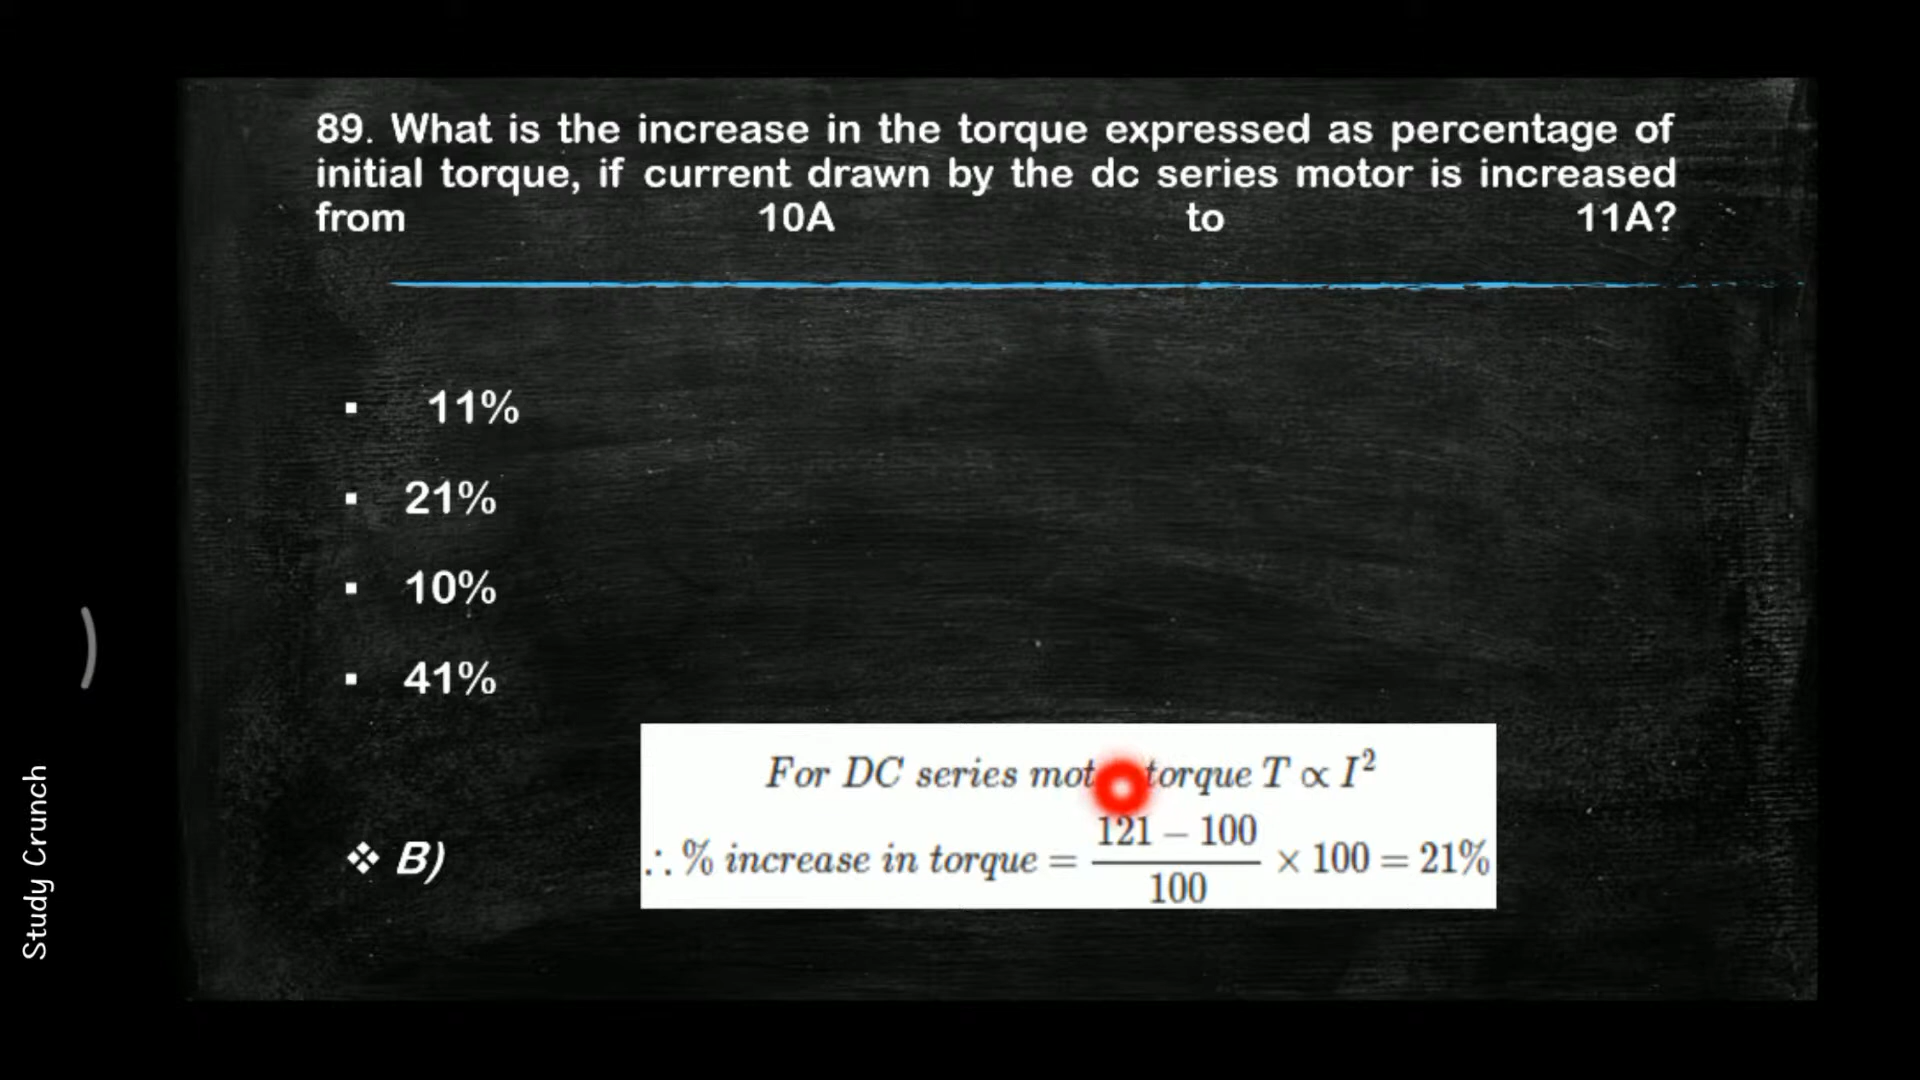 89. What is the increase in the torque expressed as percentage of
initial torque, if current drawn by the dc series motor is increased
from 10A to 11A?
▪ 11%
▪ 21%
▪ 10%
▪ 41%
❖ B)
For DC series mot torque T ∝ I²
∴ % increase in torque = (121 – 100)/100 × 100 = 21%
Study Crunch